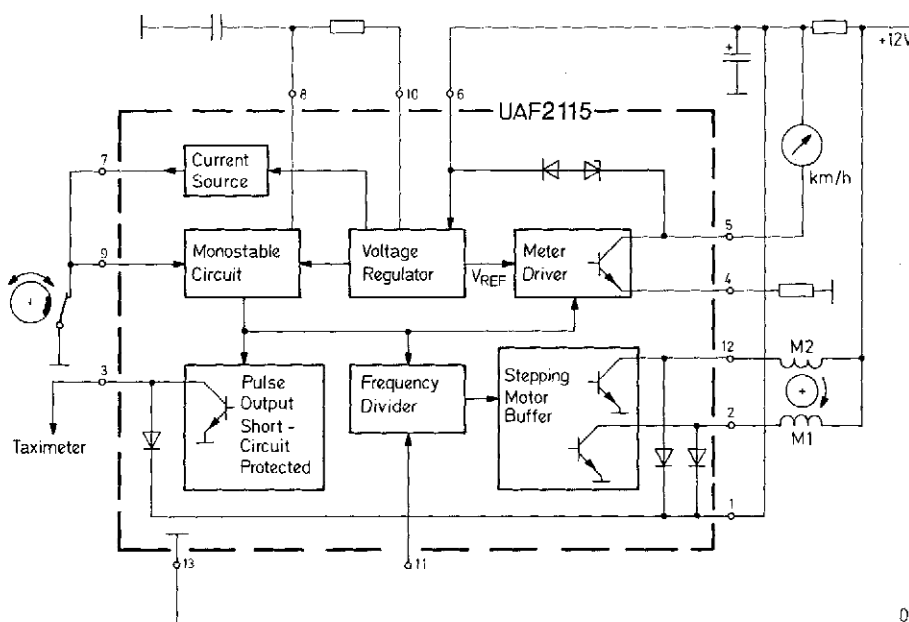 +12V
8
10
6
UAF2115
7
Current
Source
km/h
5
9
Monostable
Circuit
Voltage
Regulator
VREF
Meter
Driver
4
12
M2
3
Pulse
Output
Short-
Circuit
Protected
Frequency
Divider
Stepping
Motor
Buffer
2
M1
Taximeter
1
13
11
0